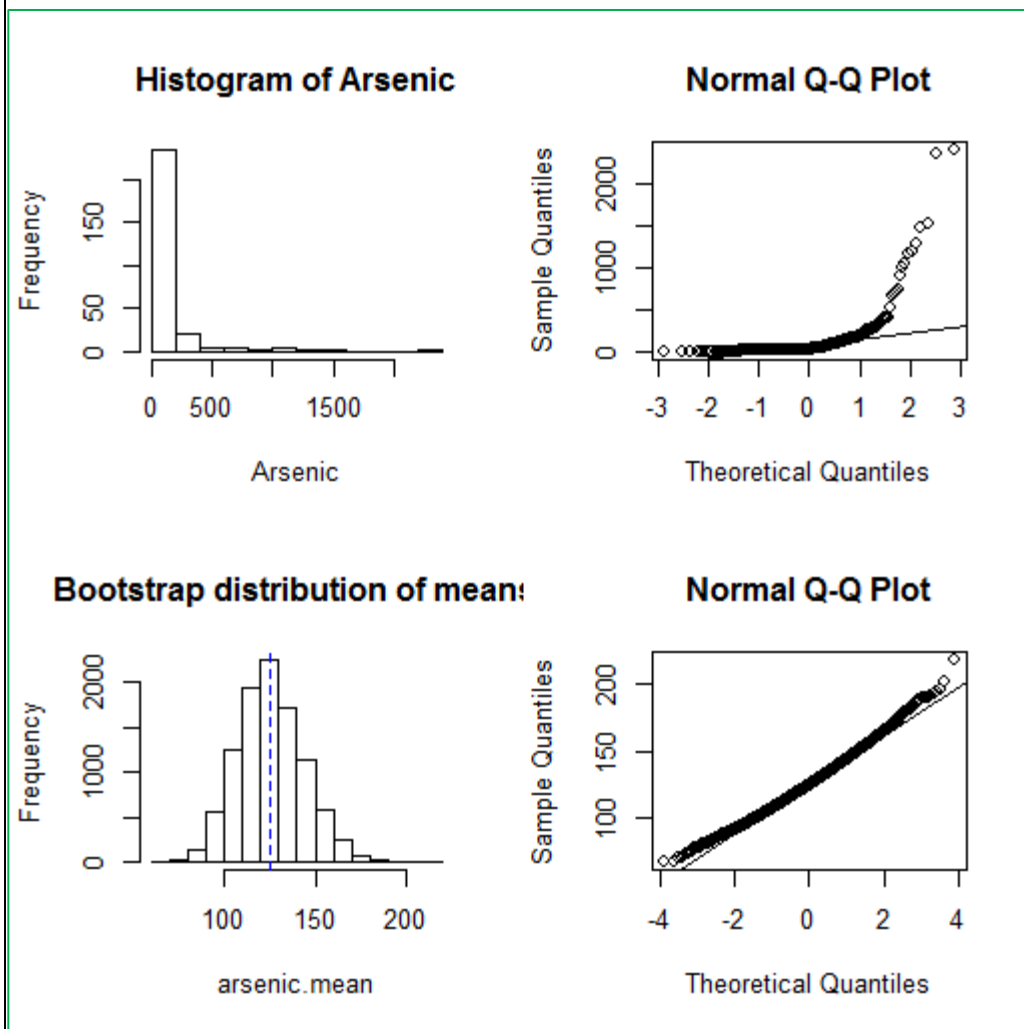 Histogram of Arsenic
Frequency
0
50
150
0
500
1500
Arsenic
Normal Q-Q Plot
Sample Quantiles
0
1000
2000
-3 -2 -1 0 1 2 3
Theoretical Quantiles
Bootstrap distribution of means
Frequency
0
1000
2000
100
150
200
arsenic.mean
Normal Q-Q Plot
Sample Quantiles
100
150
200
-4 -2 0 2 4
Theoretical Quantiles